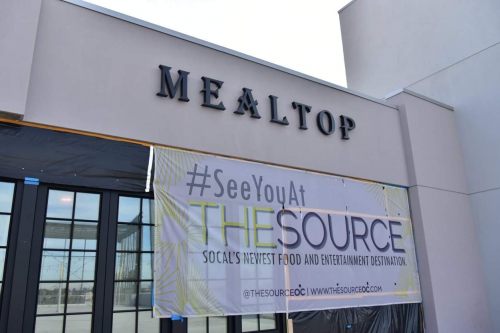 MEALTOP
#SeeYouAt
THESOURCE
SOCAL'S NEWEST FOOD AND ENTERTAINMENT DESTINATION
@THESOURCEOC | WWW.THESOURCEOC.COM